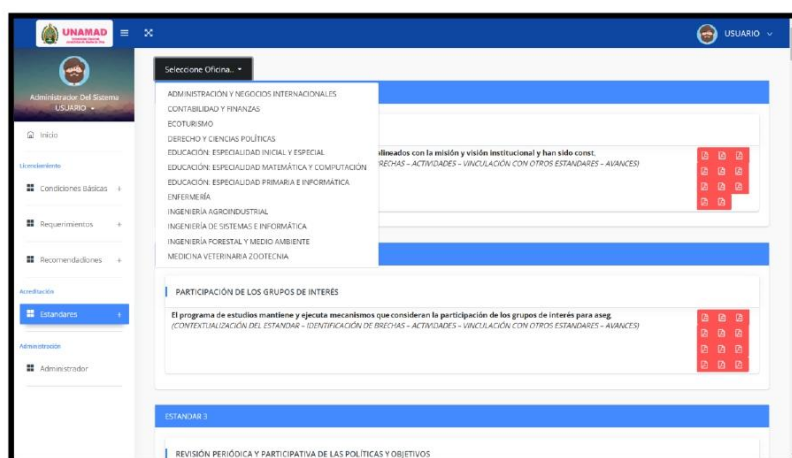 UNAMAD
USUARIO
Administrador Del Sistema
USUARIO
Inicio
Licenciamiento
Condiciones Básicas +
Requerimientos +
Recomendadiones +
Acreditación
Estandares +
Administración
Administrador
Seleccione Oficina..
ADMINISTRACIÓN Y NEGOCIOS INTERNACIONALES
CONTABILIDAD Y FINANZAS
ECOTURISMO
DERECHO Y CIENCIAS POLÍTICAS
EDUCACIÓN: ESPECIALIDAD INICIAL Y ESPECIAL
EDUCACIÓN: ESPECIALIDAD MATEMÁTICA Y COMPUTACIÓN
EDUCACIÓN: ESPECIALIDAD PRIMARIA E INFORMÁTICA
ENFERMERÍA
INGENIERÍA AGROINDUSTRIAL
INGENIERÍA DE SISTEMAS E INFORMÁTICA
INGENIERÍA FORESTAL Y MEDIO AMBIENTE
MEDICINA VETERINARIA ZOOTECNIA
alineados con la misión y visión institucional y han sido const.
BRECHAS – ACTIVIDADES – VINCULACIÓN CON OTROS ESTANDARES – AVANCES)
PARTICIPACIÓN DE LOS GRUPOS DE INTERÉS
El programa de estudios mantiene y ejecuta mecanismos que consideran la participación de los grupos de interés para aseg
(CONTEXTUALIZACIÓN DEL ESTANDAR – IDENTIFICACIÓN DE BRECHAS – ACTIVIDADES – VINCULACIÓN CON OTROS ESTANDARES – AVANCES)
ESTANDAR 3
REVISIÓN PERIÓDICA Y PARTICIPATIVA DE LAS POLÍTICAS Y OBJETIVOS